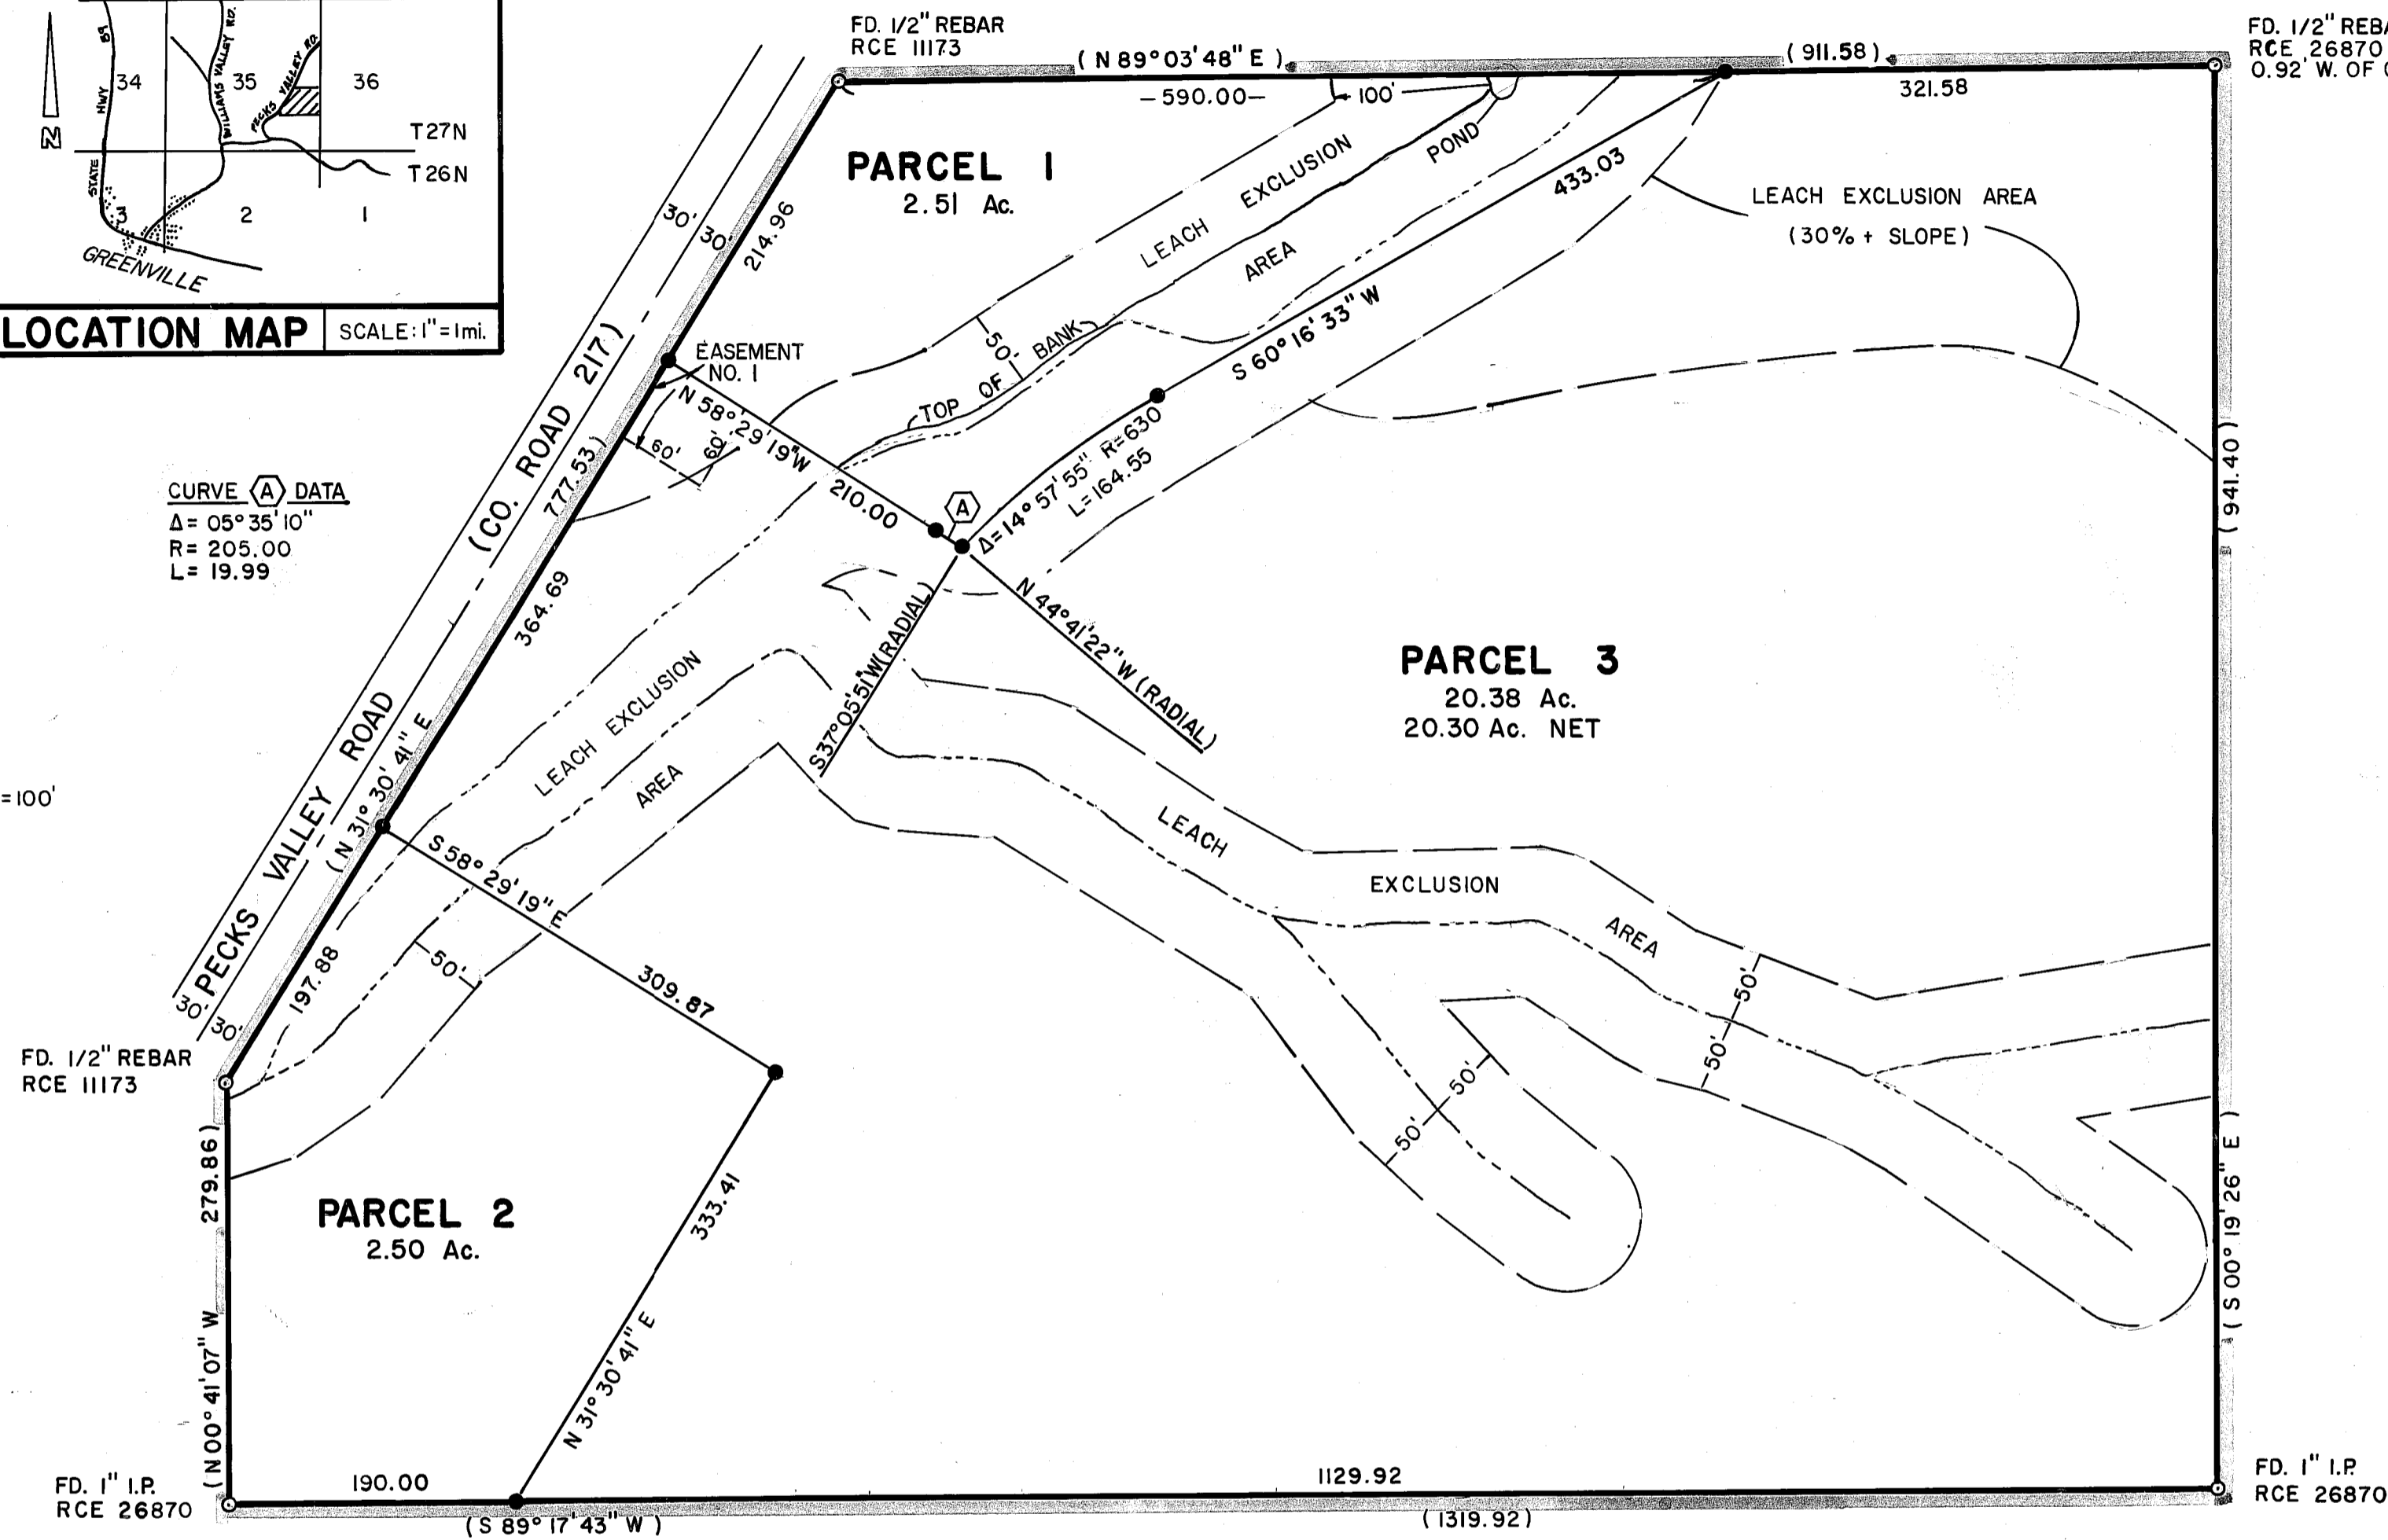 HWY 89
STATE
34
WILLIAMS VALLEY RD.
35
PECKS VALLEY RD.
36
N
T27N
T26N
3
2
1
GREENVILLE
LOCATION MAP
SCALE: 1"=1mi.
FD. 1/2" REBAR
RCE 11173
(N 89°03'48" E)
(911.58)
-590.00-
100'
321.58
RCE 26870
PARCEL 1
2.51 Ac.
LEACH EXCLUSION
AREA
POND
433.03
LEACH EXCLUSION AREA
(30%+ SLOPE)
30'
30'
214.96
EASEMENT
NO. 1
50'
TOP OF BANK
S 60°16'33" W
N 58°29'19"W
210.00
60'
60'
A
Δ=14°57'55" R=630
L=164.55
(941.40)
CURVE A DATA
Δ= 05°35'10"
R= 205.00
L= 19.99
(777.53)
364.69
(N 31°30'41" E
PECKS VALLEY ROAD (CO. ROAD 217)
S37°05'51"W(RADIAL)
N 44°41'22"W (RADIAL)
PARCEL 3
20.38 Ac.
20.30 Ac. NET
=100'
LEACH EXCLUSION
AREA
LEACH
EXCLUSION
AREA
S 58°29'19" E
309.87
197.88
50'
30'
30'
50'
50'
50'
50'
FD. 1/2" REBAR
RCE 11173
279.86)
(N 00°41'07" W
PARCEL 2
2.50 Ac.
333.41
N 31°30'41" E
(S 00°19'26" E)
FD. 1" I.P.
RCE 26870
190.00
(S 89°17'43" W)
1129.92
(1319.92)
FD. 1" I.P.
RCE 26870